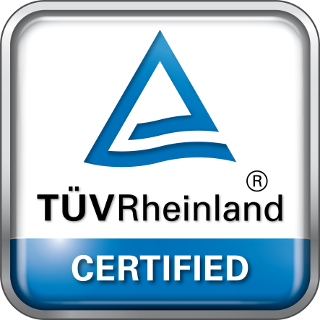 ®
TÜVRheinland
CERTIFIED